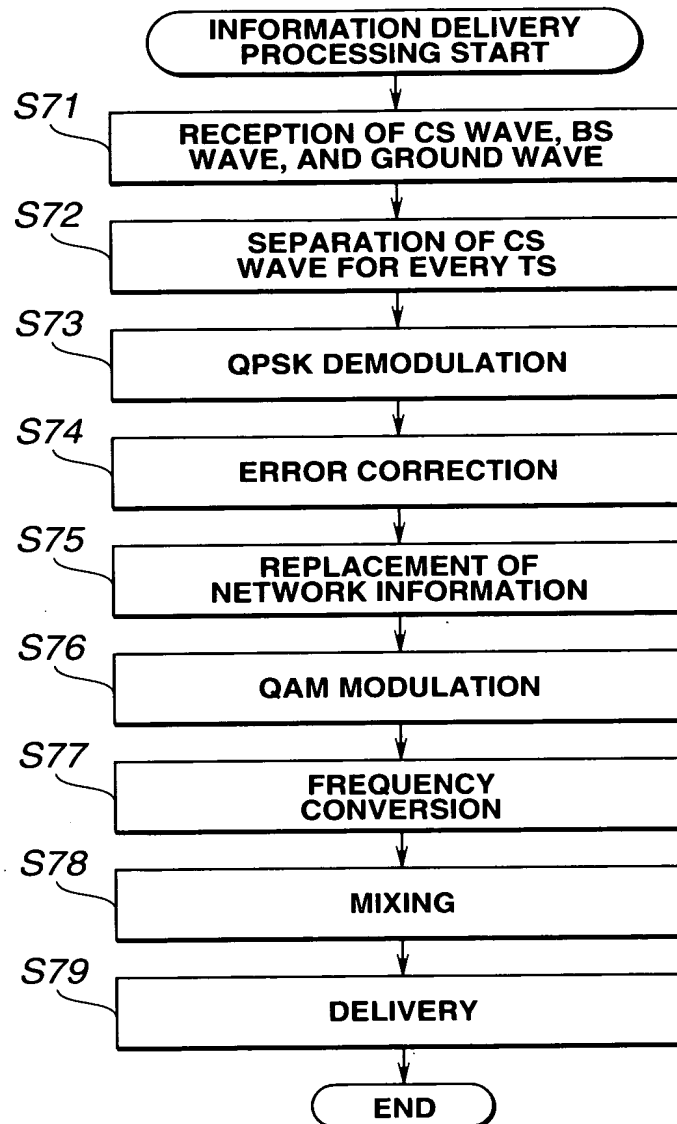 INFORMATION DELIVERY
PROCESSING START
S71
RECEPTION OF CS WAVE, BS
WAVE, AND GROUND WAVE
S72
SEPARATION OF CS
WAVE FOR EVERY TS
S73
QPSK DEMODULATION
S74
ERROR CORRECTION
S75
REPLACEMENT OF
NETWORK INFORMATION
S76
QAM MODULATION
S77
FREQUENCY
CONVERSION
S78
MIXING
S79
DELIVERY
END